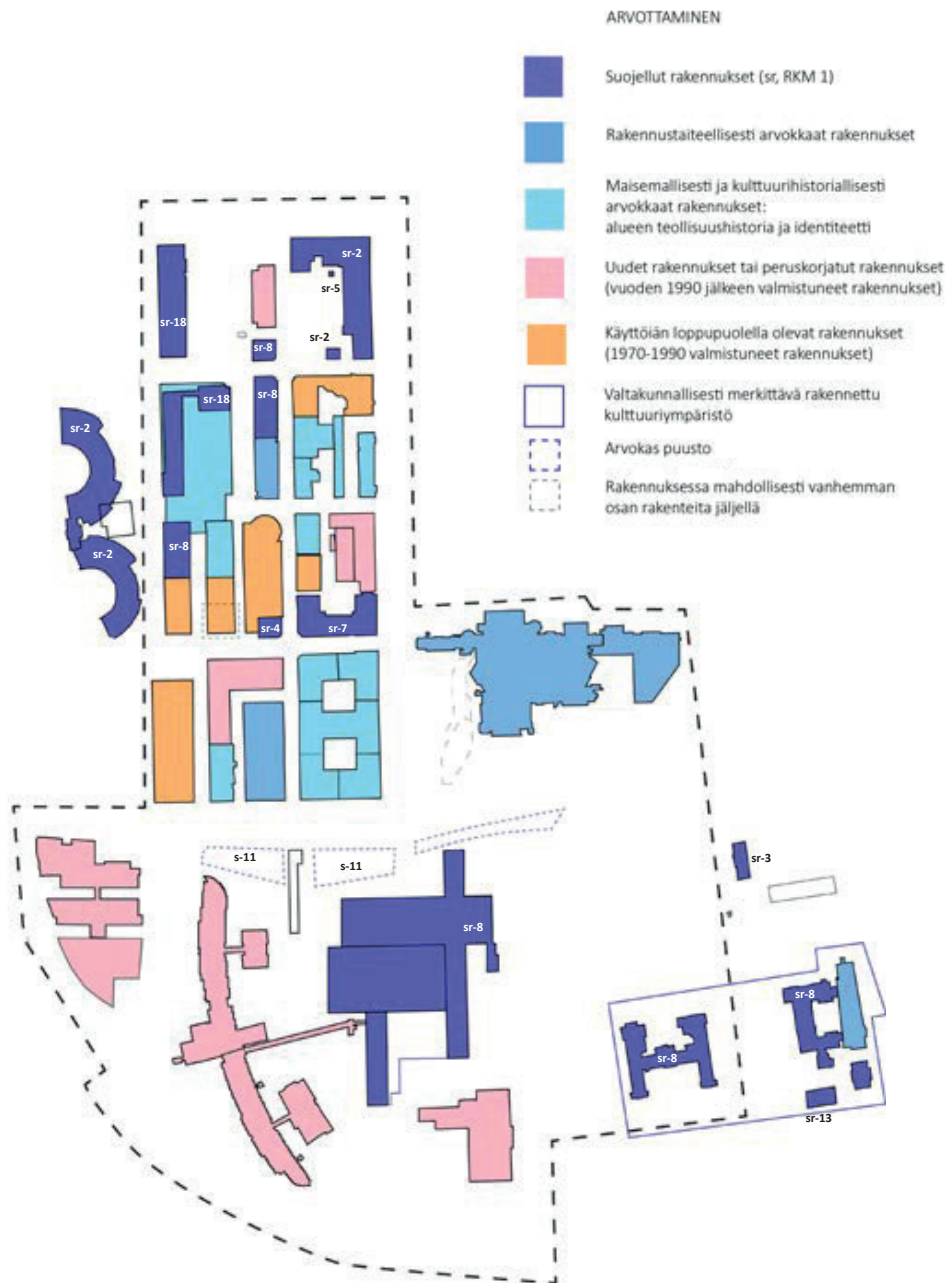 ARVOTTAMINEN
Suojellut rakennukset (sr, RKM 1)
Rakennustaiteellisesti arvokkaat rakennukset
Maisemallisesti ja kulttuurihistoriallisesti
arvokkaat rakennukset:
alueen teollisuushistoria ja identiteetti
Uudet rakennukset tai peruskorjatut rakennukset
(vuoden 1990 jälkeen valmistuneet rakennukset)
Käyttöiän loppupuolella olevat rakennukset
(1970-1990 valmistuneet rakennukset)
Valtakunnallisesti merkittävä rakennettu
kulttuuriympäristö
Arvokas puusto
Rakennuksessa mahdollisesti vanhemman
osan rakenteita jäljellä
sr-2
sr-5
sr-18
sr-2
sr-8
sr-18
sr-8
sr-2
sr-8
sr-2
sr-4
sr-7
s-11
s-11
sr-3
sr-8
sr-8
sr-8
sr-13